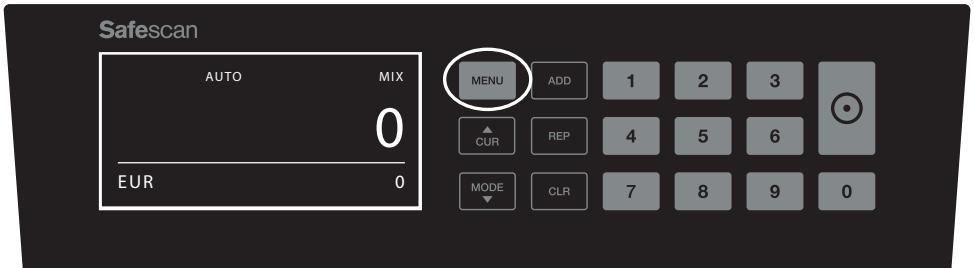 Safescan
AUTO MIX
0
EUR 0
MENU ADD 1 2 3
CUR REP 4 5 6
MODE CLR 7 8 9 0